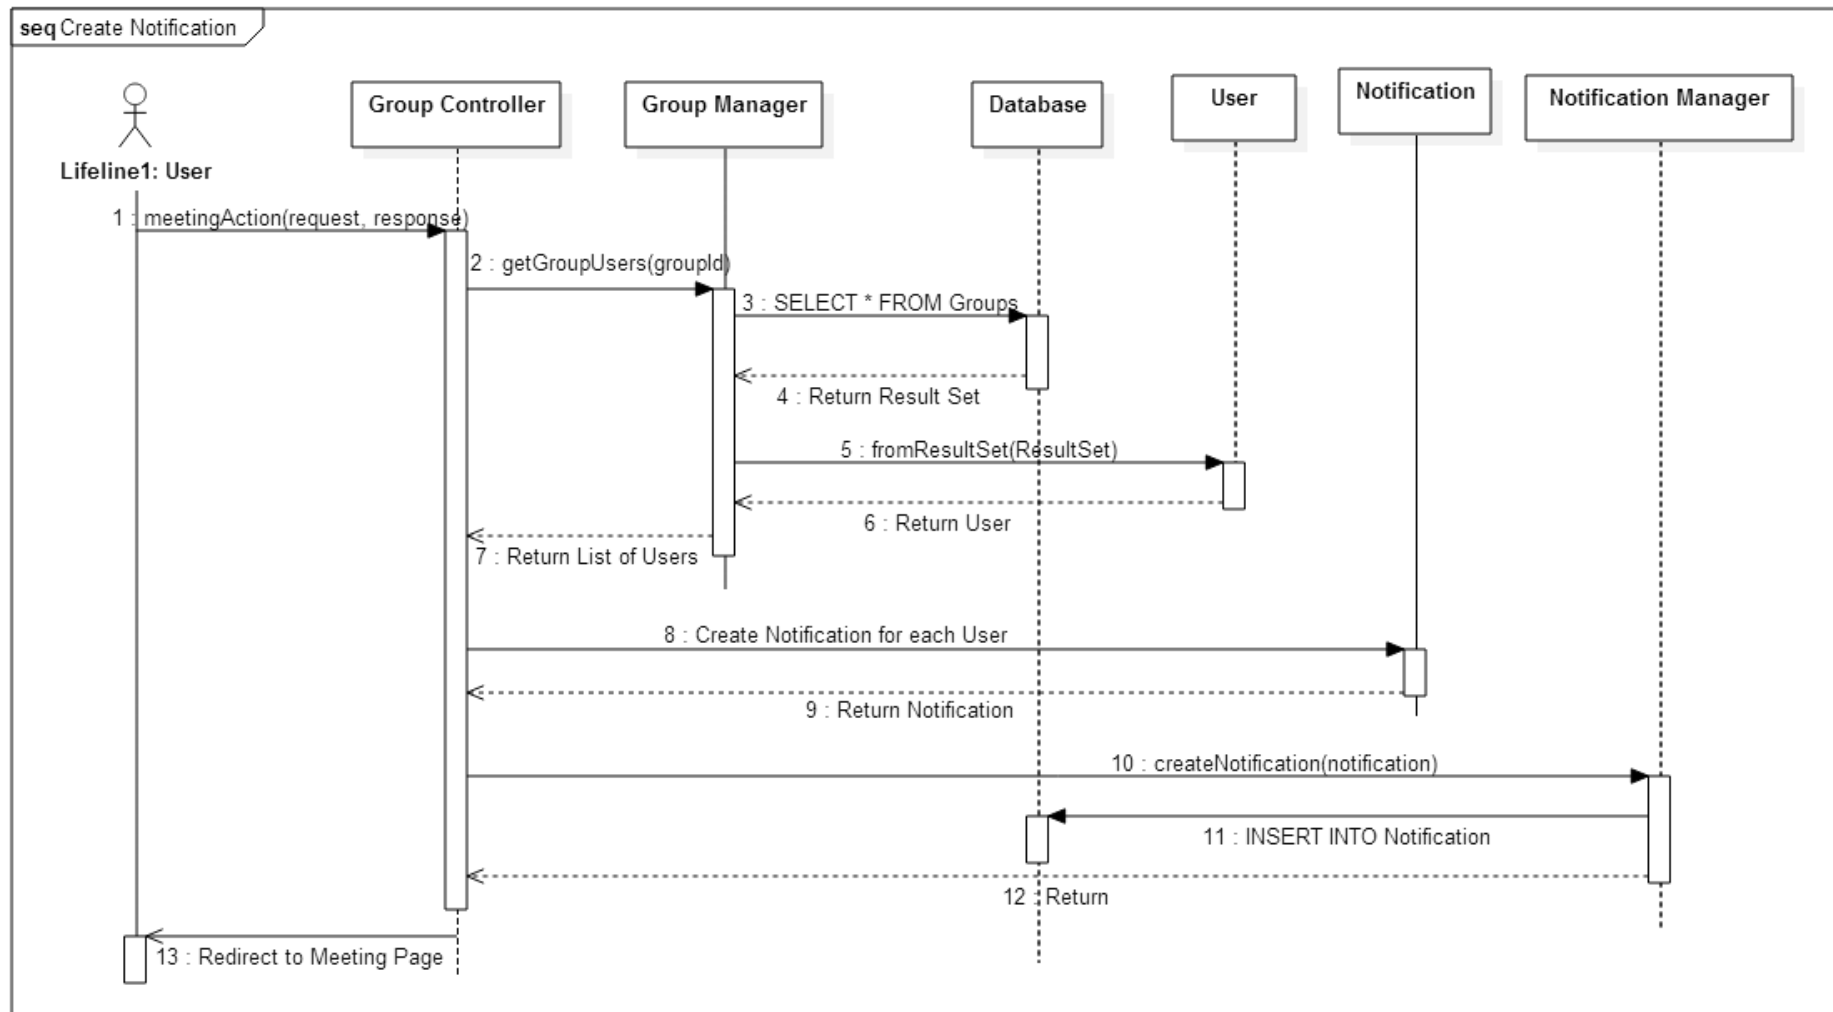 seq Create Notification
Group Controller
Group Manager
Database
User
Notification
Notification Manager
Lifeline1: User
1 : meetingAction(request, response)
2 : getGroupUsers(groupId)
3 : SELECT * FROM Groups
4 : Return Result Set
5 : fromResultSet(ResultSet)
6 : Return User
7 : Return List of Users
8 : Create Notification for each User
9 : Return Notification
10 : createNotification(notification)
11 : INSERT INTO Notification
12 : Return
13 : Redirect to Meeting Page